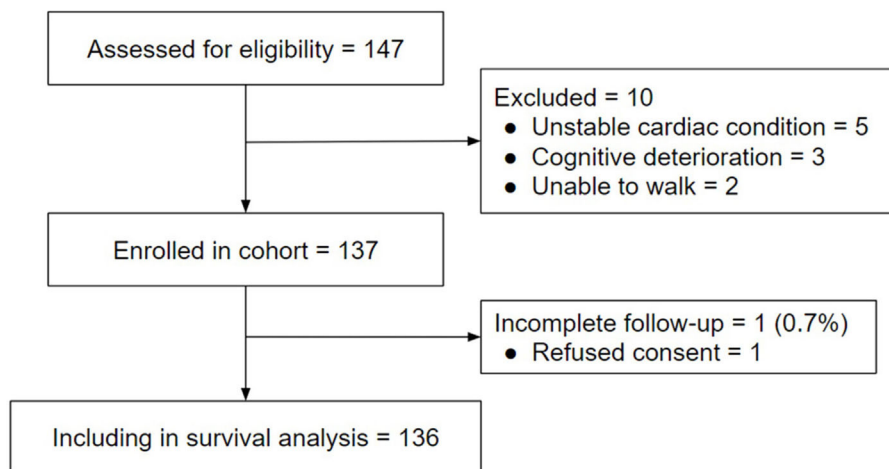 Assessed for eligibility = 147
Excluded = 10
● Unstable cardiac condition = 5
● Cognitive deterioration = 3
● Unable to walk = 2
Enrolled in cohort = 137
Incomplete follow-up = 1 (0.7%)
● Refused consent = 1
Including in survival analysis = 136